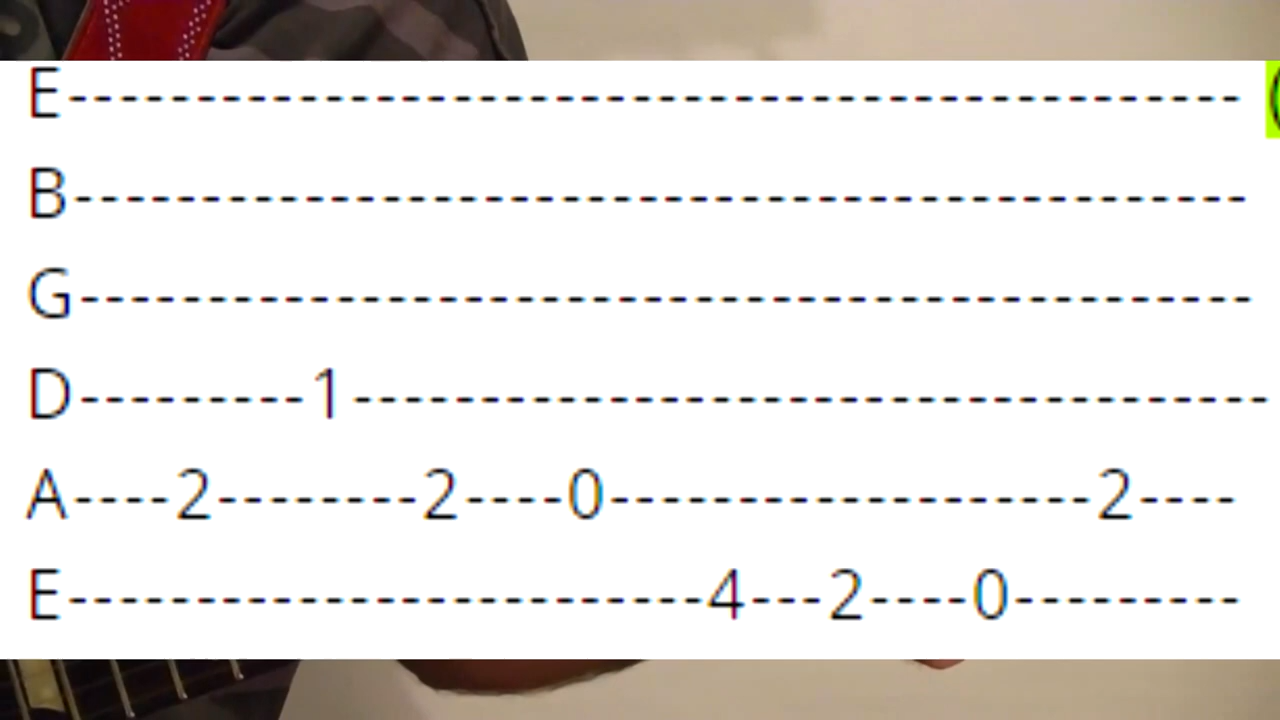 E----------------------------------------------
B----------------------------------------------
G----------------------------------------------
D---------1------------------------------------
A----2--------2----0-------------------2----
E-------------------------4---2----0---------